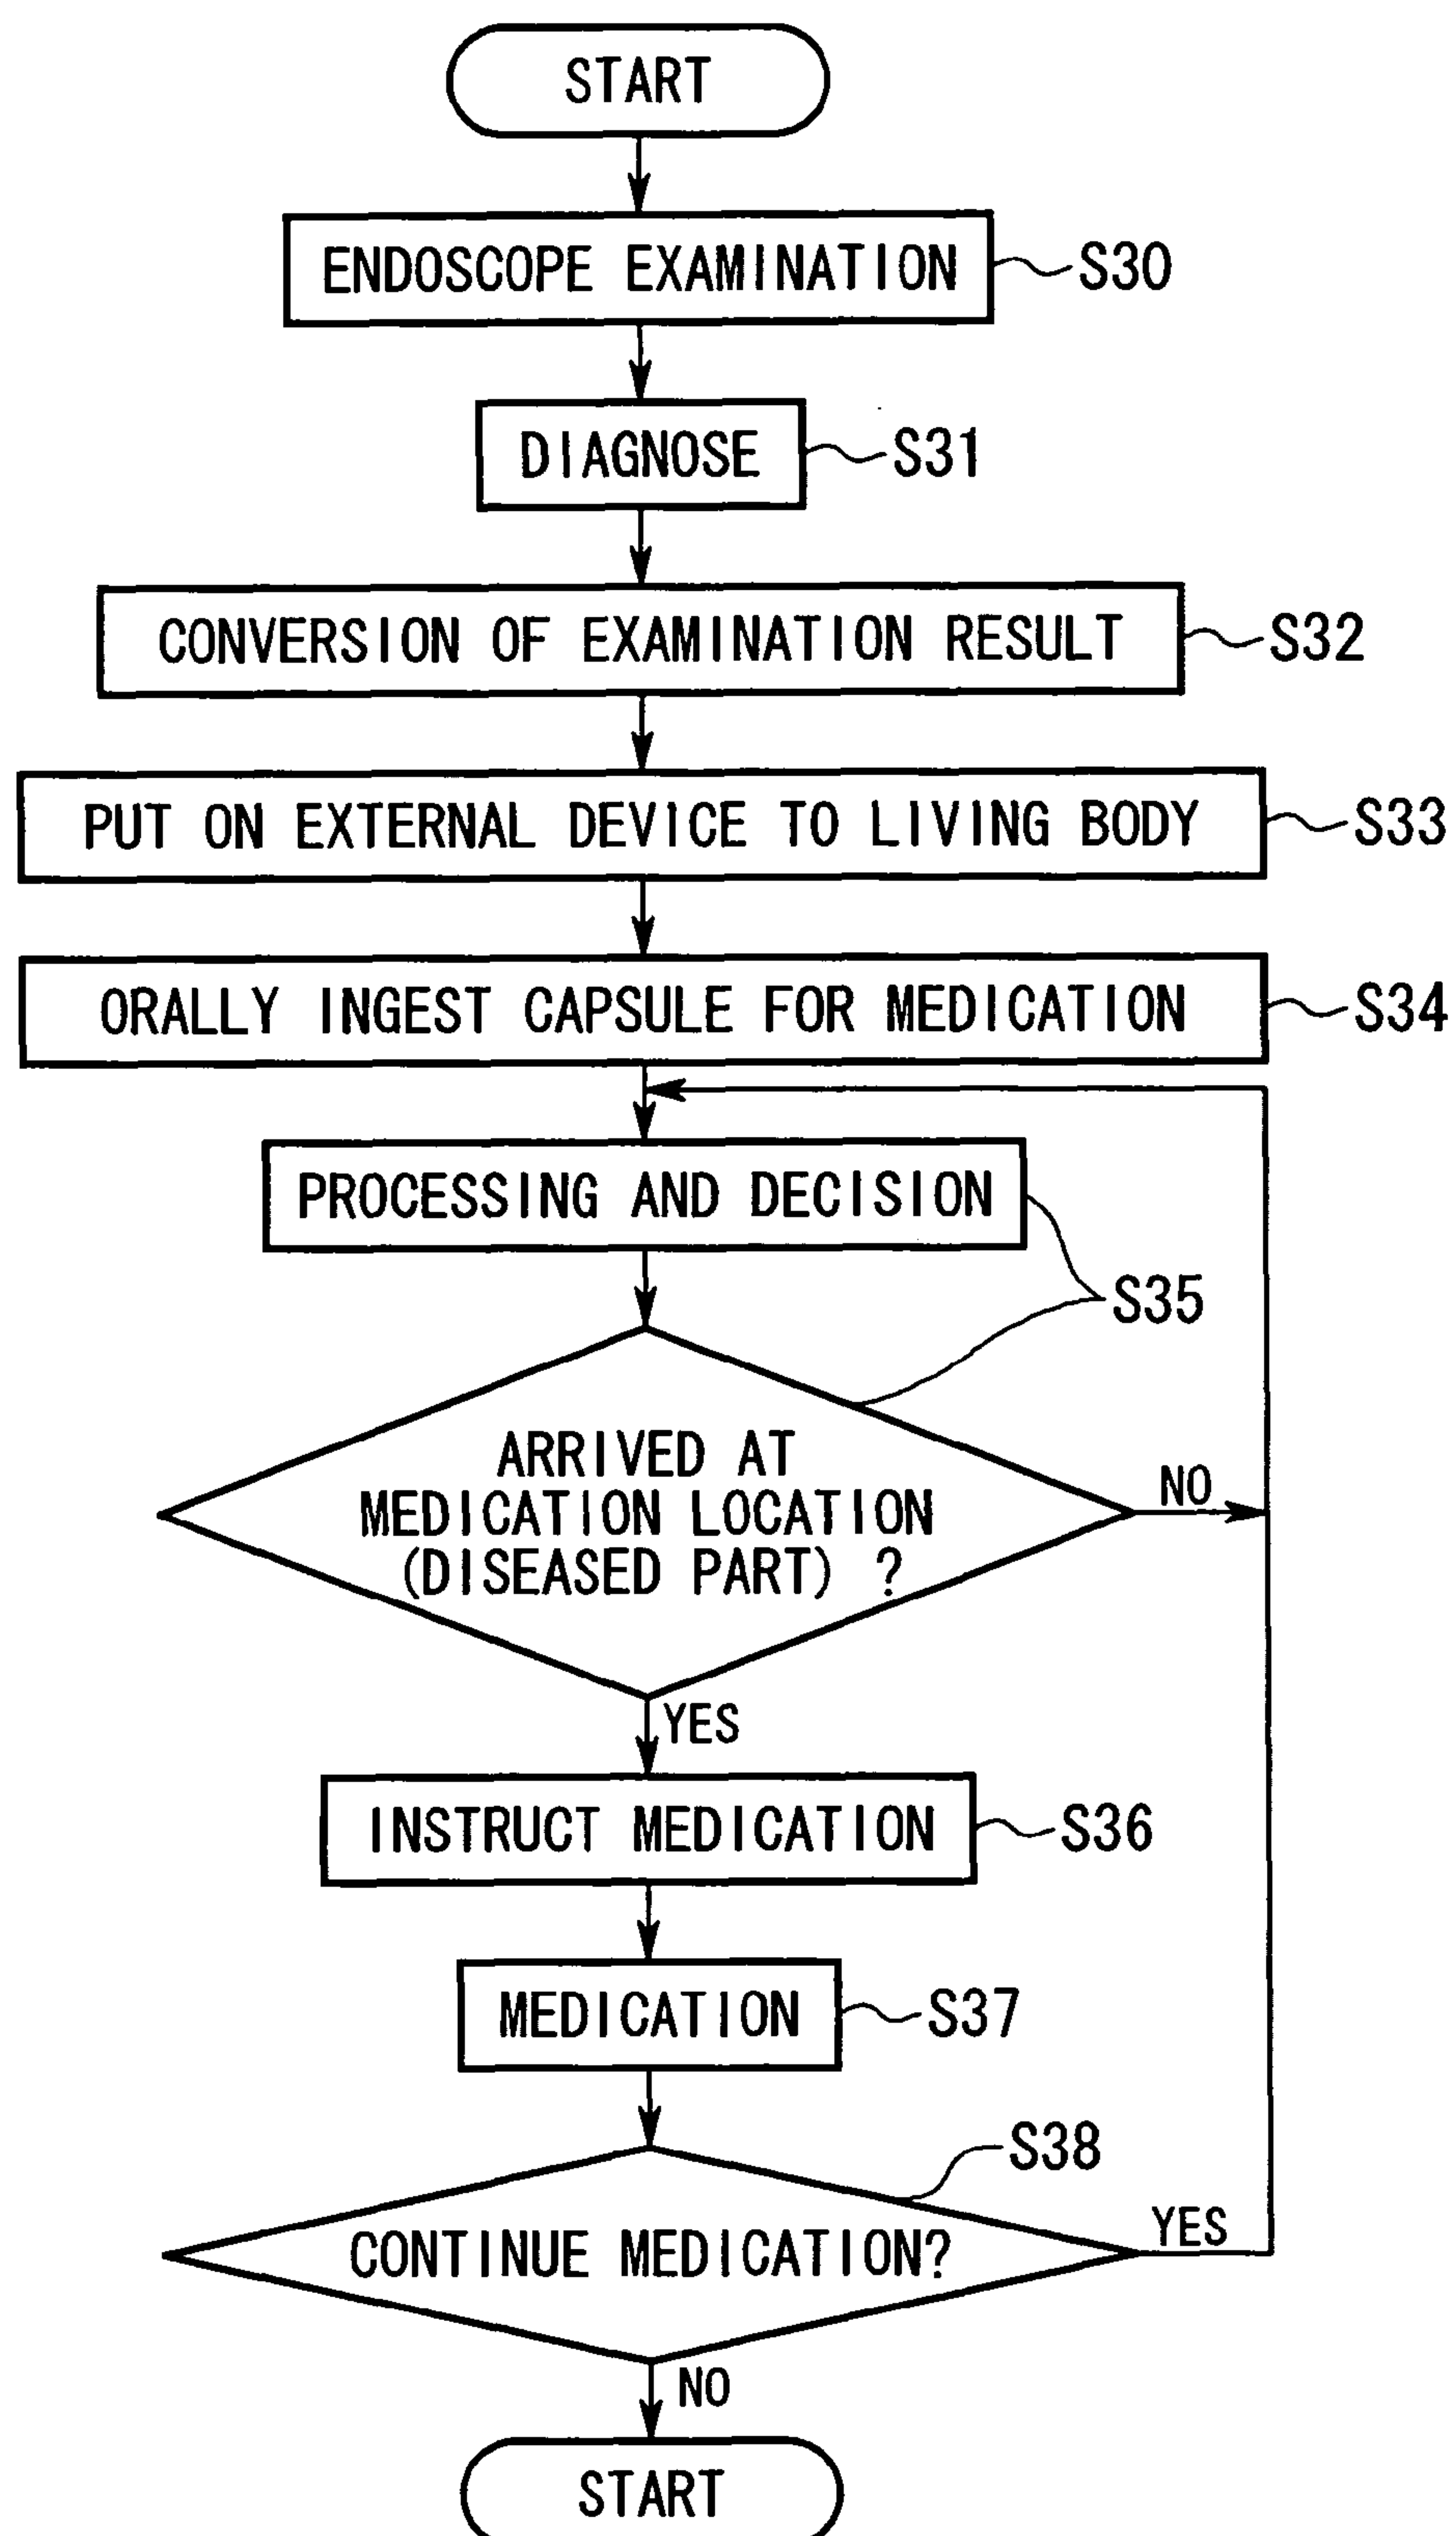 START
ENDOSCOPE EXAMINATION
S30
DIAGNOSE
S31
CONVERSION OF EXAMINATION RESULT
S32
PUT ON EXTERNAL DEVICE TO LIVING BODY
S33
ORALLY INGEST CAPSULE FOR MEDICATION
S34
PROCESSING AND DECISION
S35
ARRIVED AT
MEDICATION LOCATION
(DISEASED PART) ?
NO
YES
INSTRUCT MEDICATION
S36
MEDICATION
S37
S38
CONTINUE MEDICATION?
YES
NO
START